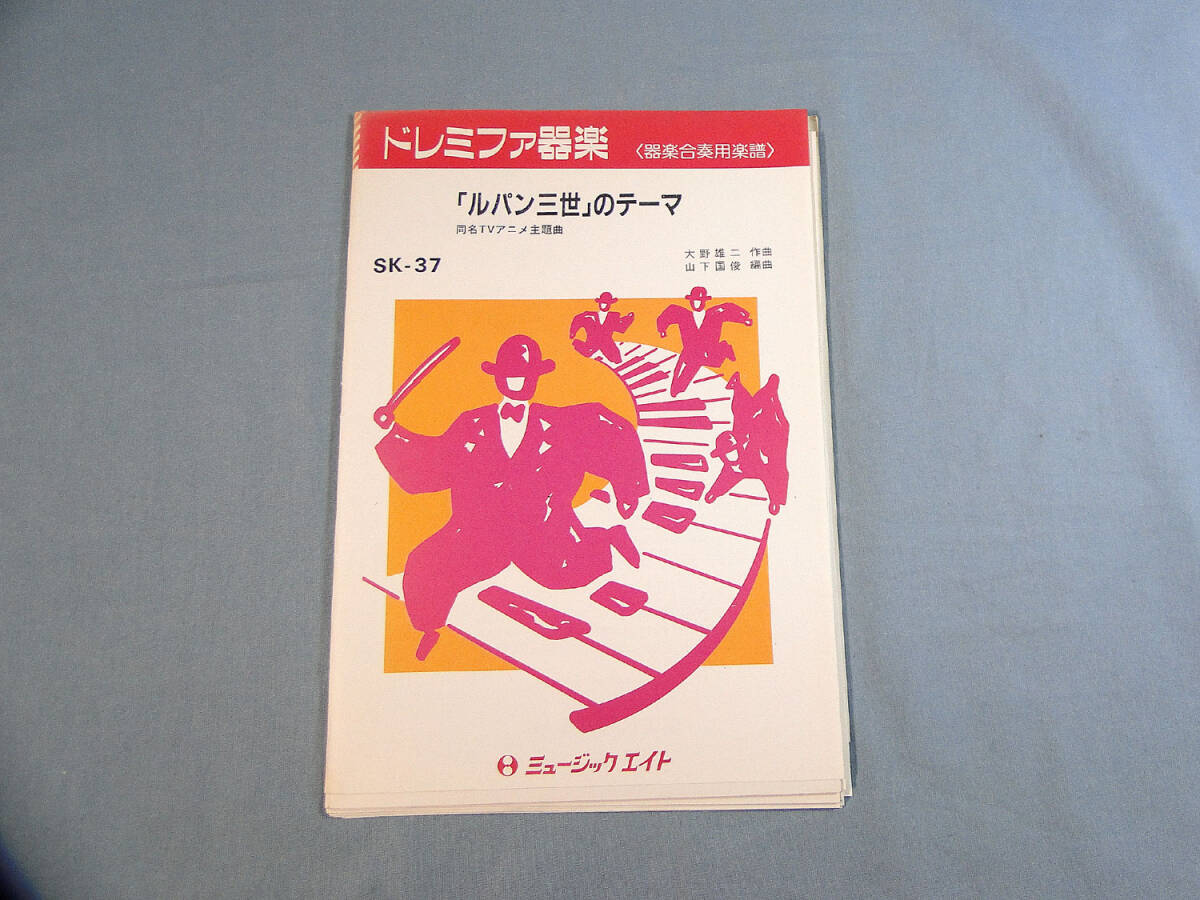 ドレミファ器楽 〈器楽合奏用楽譜〉
「ルパン三世」のテーマ
同名TVアニメ主題曲
SK-37
大野雄二 作曲
山下国俊 編曲
ミュージックエイト